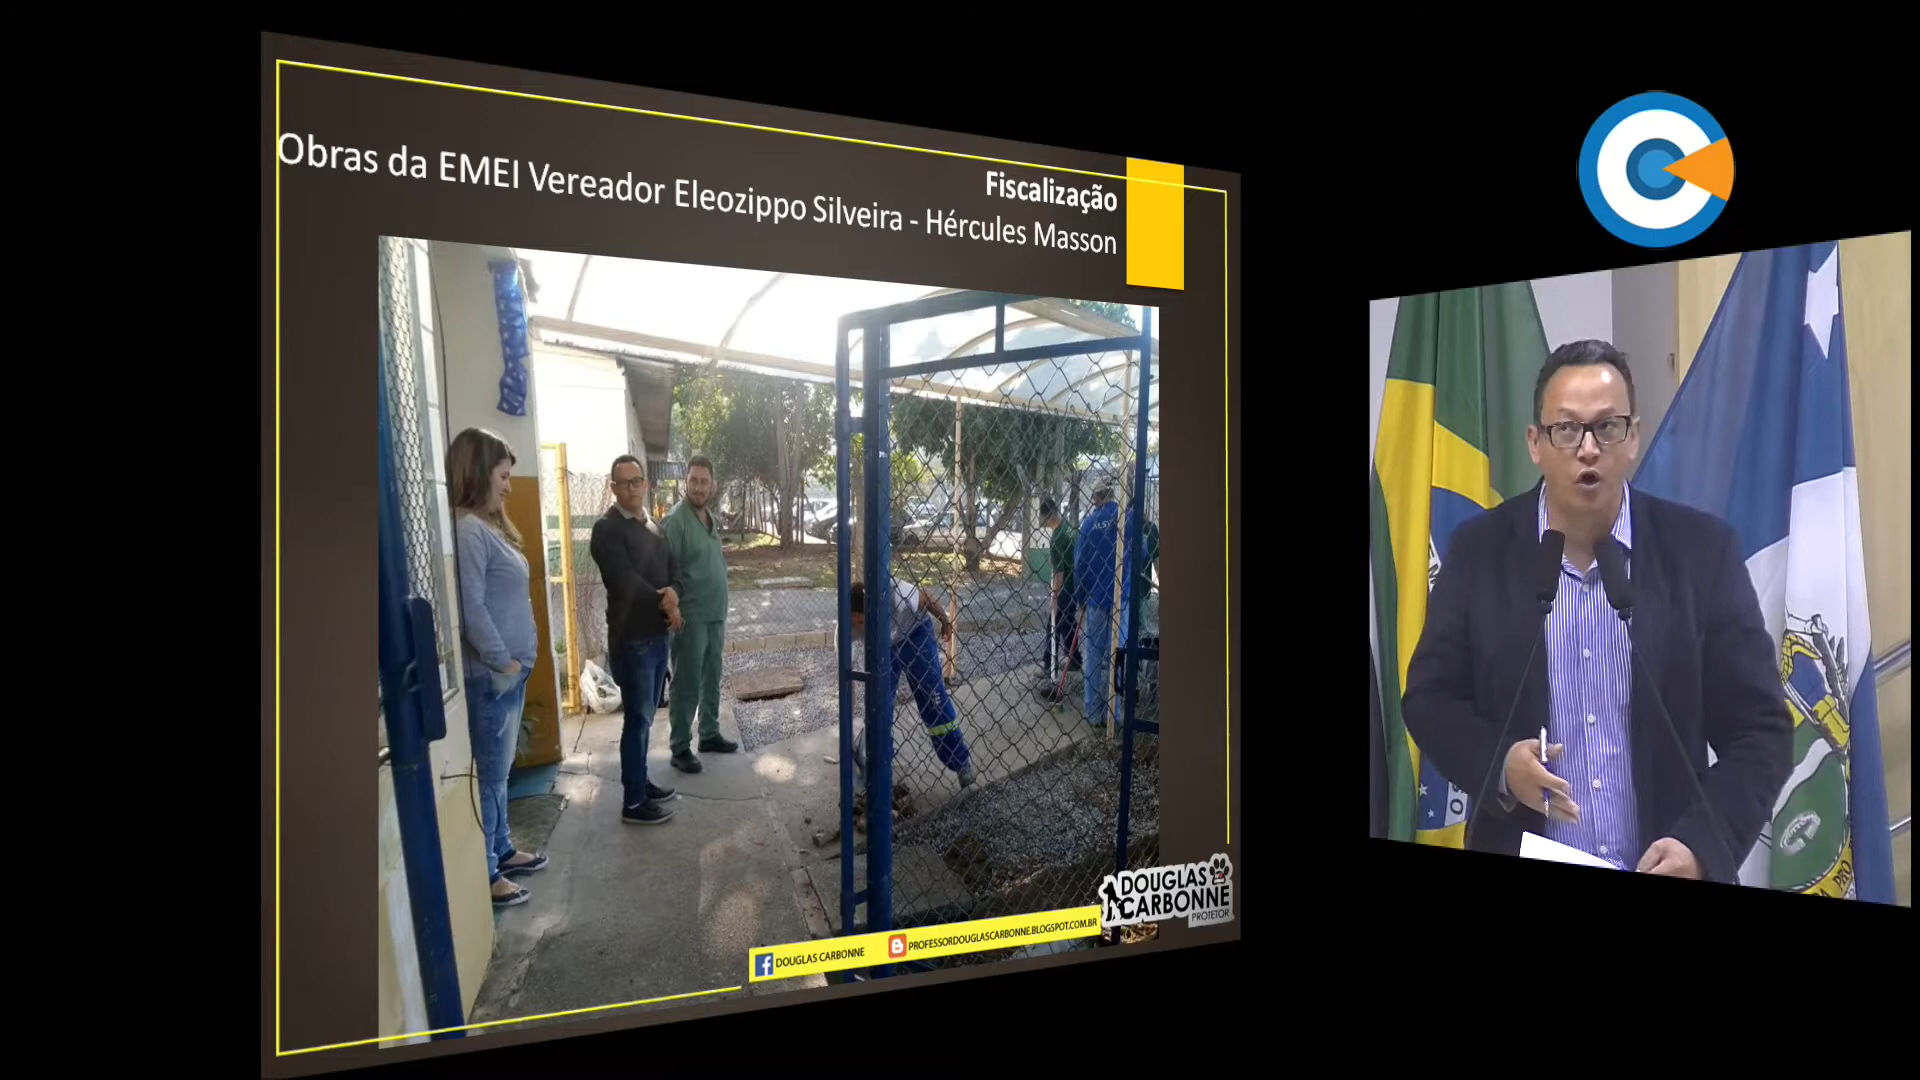 Fiscalização
Obras da EMEI Vereador Eleozippo Silveira - Hércules Masson
DOUGLAS
CARBONNE
PROTETOR
DOUGLAS CARBONNE
PROFESSORDOUGLASCARBONNE.BLOGSPOT.COM.BR